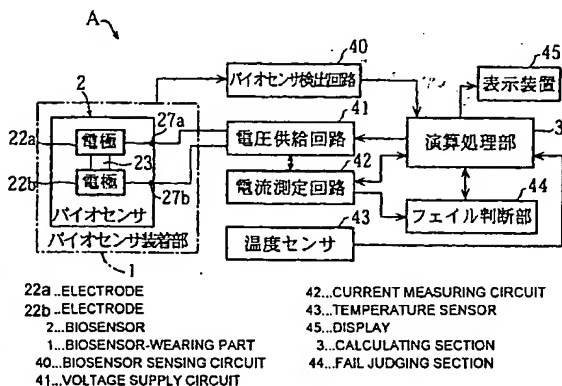 A
40
バイオセンサ検出回路
45
表示装置
2
27a
41
3
22a
電極
電圧供給回路
演算処理部
23
42
22b
電極
27b
電流測定回路
44
バイオセンサ
43
フェイル判断部
バイオセンサ装着部
温度センサ
1
22a...ELECTRODE
22b...ELECTRODE
2...BIOSENSOR
1...BIOSENSOR-WEARING PART
40...BIOSENSOR SENSING CIRCUIT
41...VOLTAGE SUPPLY CIRCUIT
42...CURRENT MEASURING CIRCUIT
43...TEMPERATURE SENSOR
45...DISPLAY
3...CALCULATING SECTION
44...FAIL JUDGING SECTION